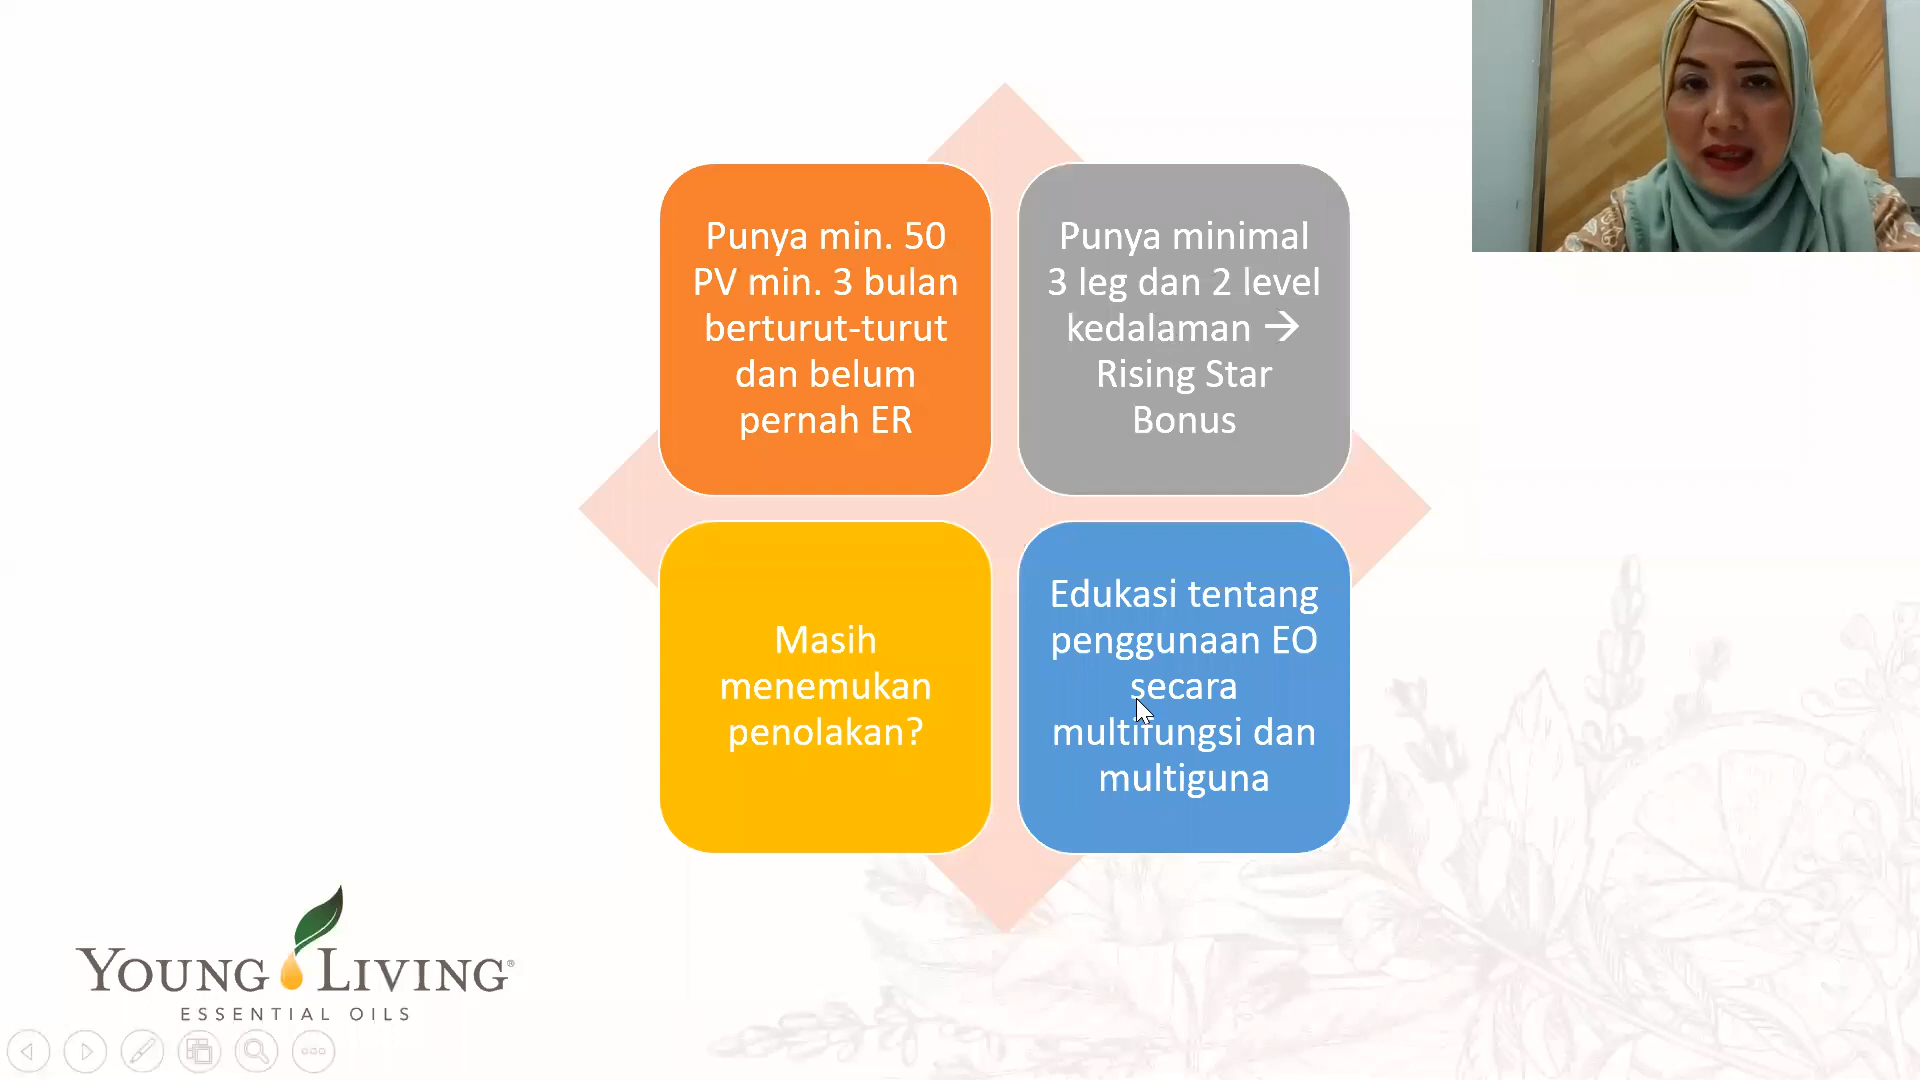 Punya min. 50
PV min. 3 bulan
berturut-turut
dan belum
pernah ER
Punya minimal
3 leg dan 2 level
kedalaman →
Rising Star
Bonus
Masih
menemukan
penolakan?
Edukasi tentang
penggunaan EO
secara
multifungsi dan
multiguna
YOUNG LIVING®
ESSENTIAL OILS